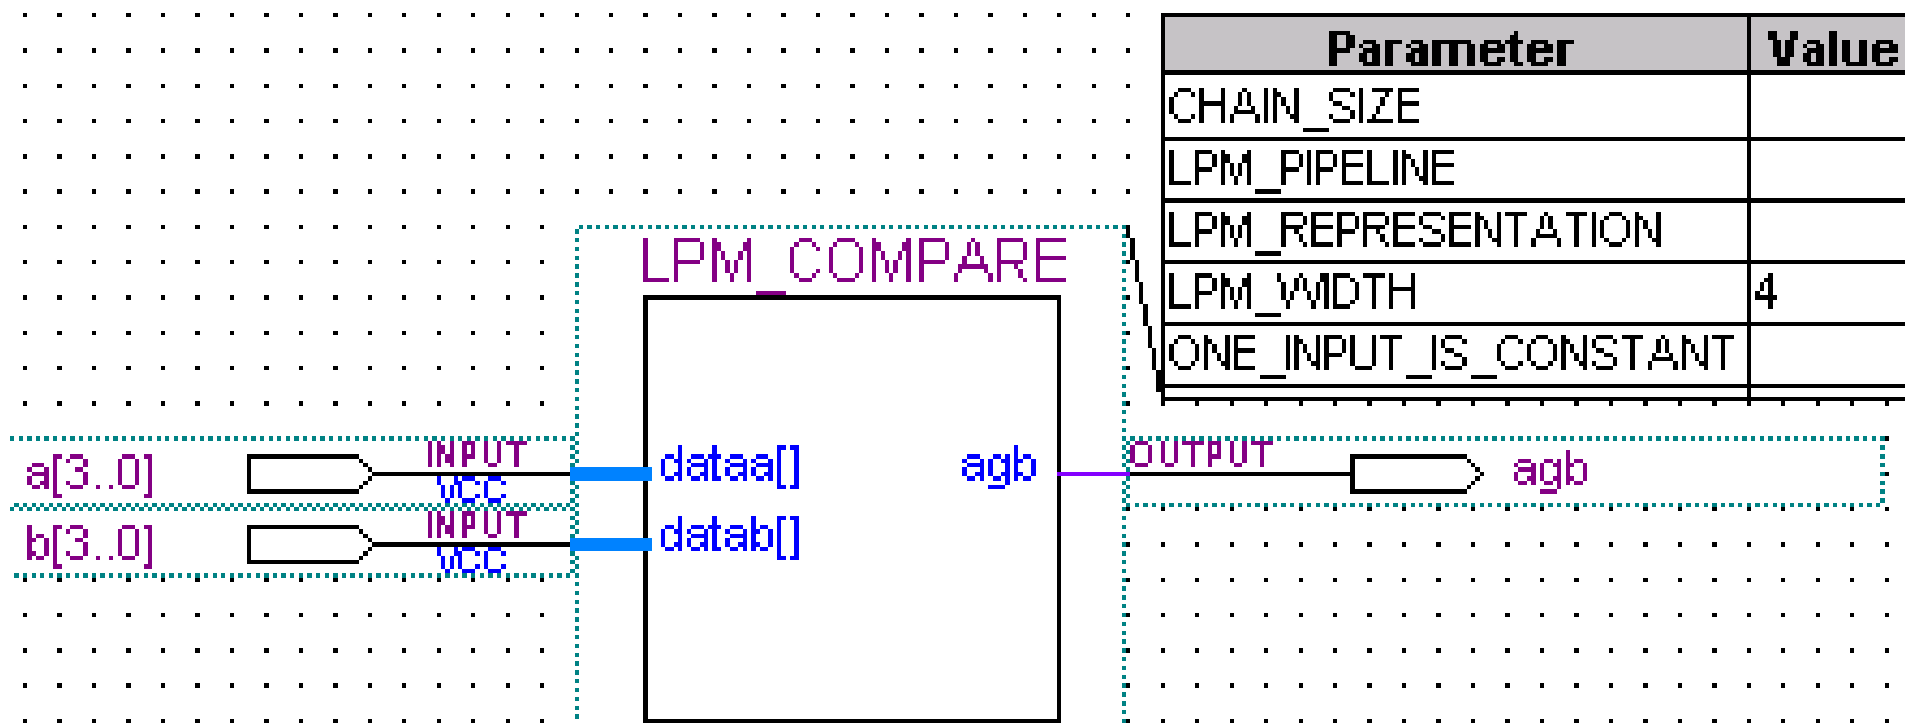 Parameter Value
CHAIN_SIZE
LPM_PIPELINE
LPM_REPRESENTATION
LPM_WIDTH 4
ONE_INPUT_IS_CONSTANT
LPM_COMPARE
a[3..0] INPUT VCC dataa[] agb OUTPUT agb
b[3..0] INPUT VCC datab[]